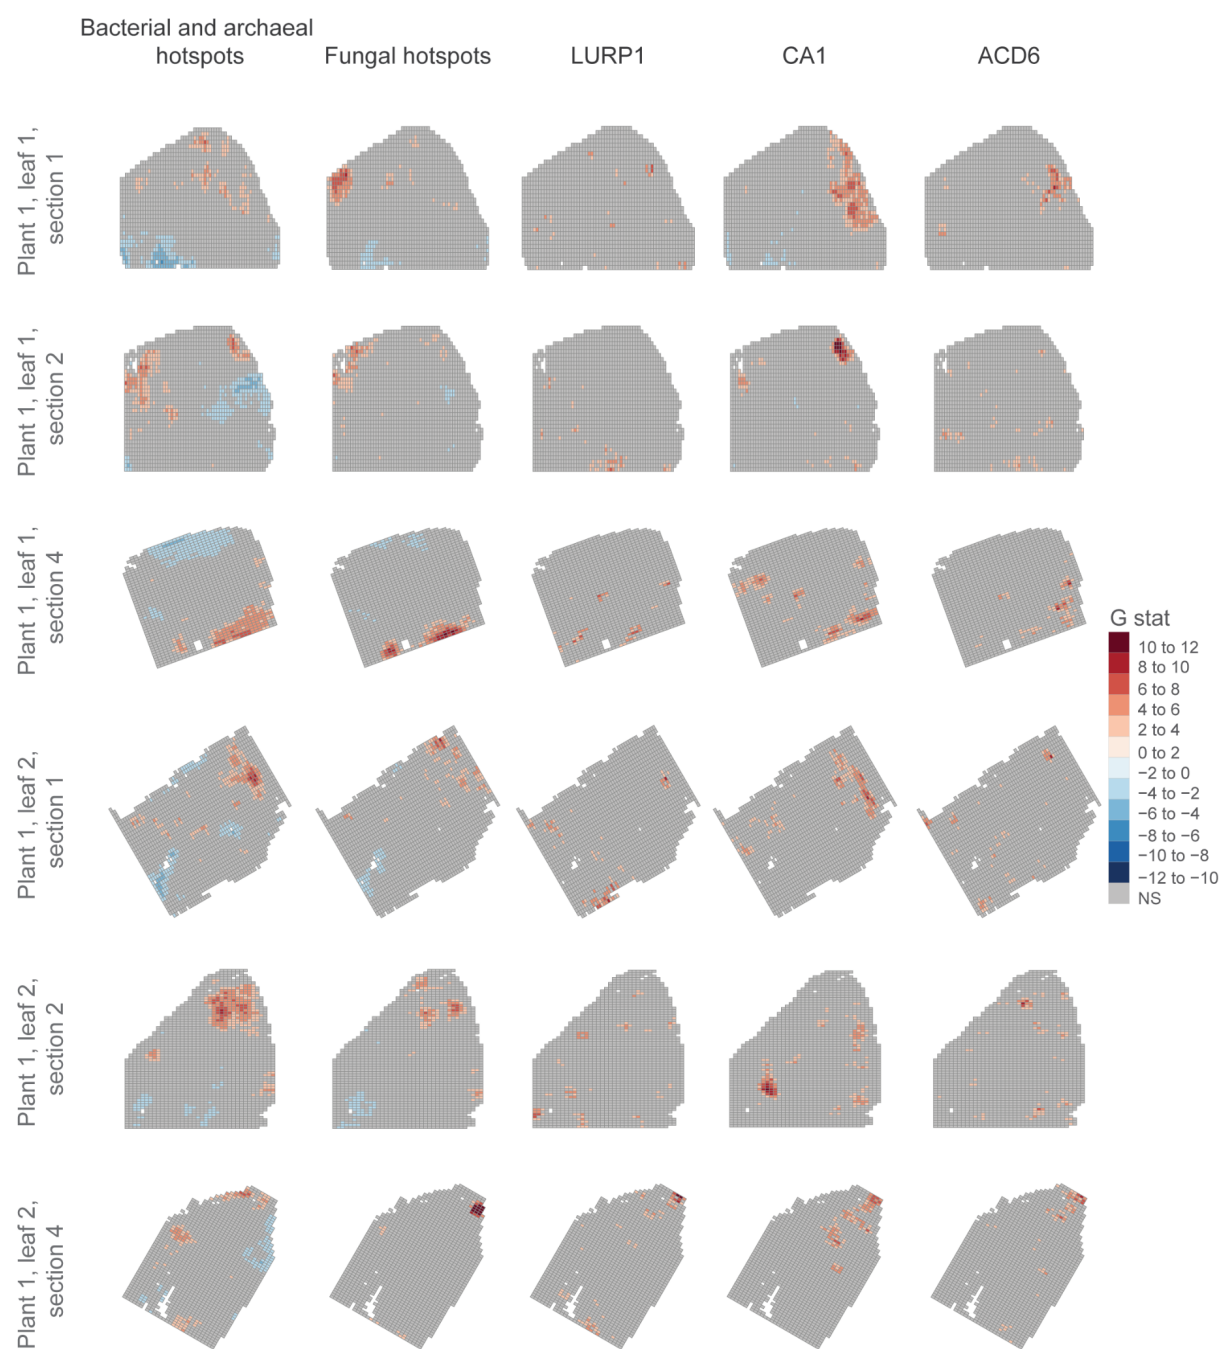 Bacterial and archaeal
hotspots
Fungal hotspots
LURP1
CA1
ACD6
Plant 1, leaf 1,
section 1
Plant 1, leaf 1,
section 2
Plant 1, leaf 1,
section 4
Plant 1, leaf 2,
section 1
Plant 1, leaf 2,
section 2
Plant 1, leaf 2,
section 4
G stat
10 to 12
8 to 10
6 to 8
4 to 6
2 to 4
0 to 2
−2 to 0
−4 to −2
−6 to −4
−8 to −6
−10 to −8
−12 to −10
NS